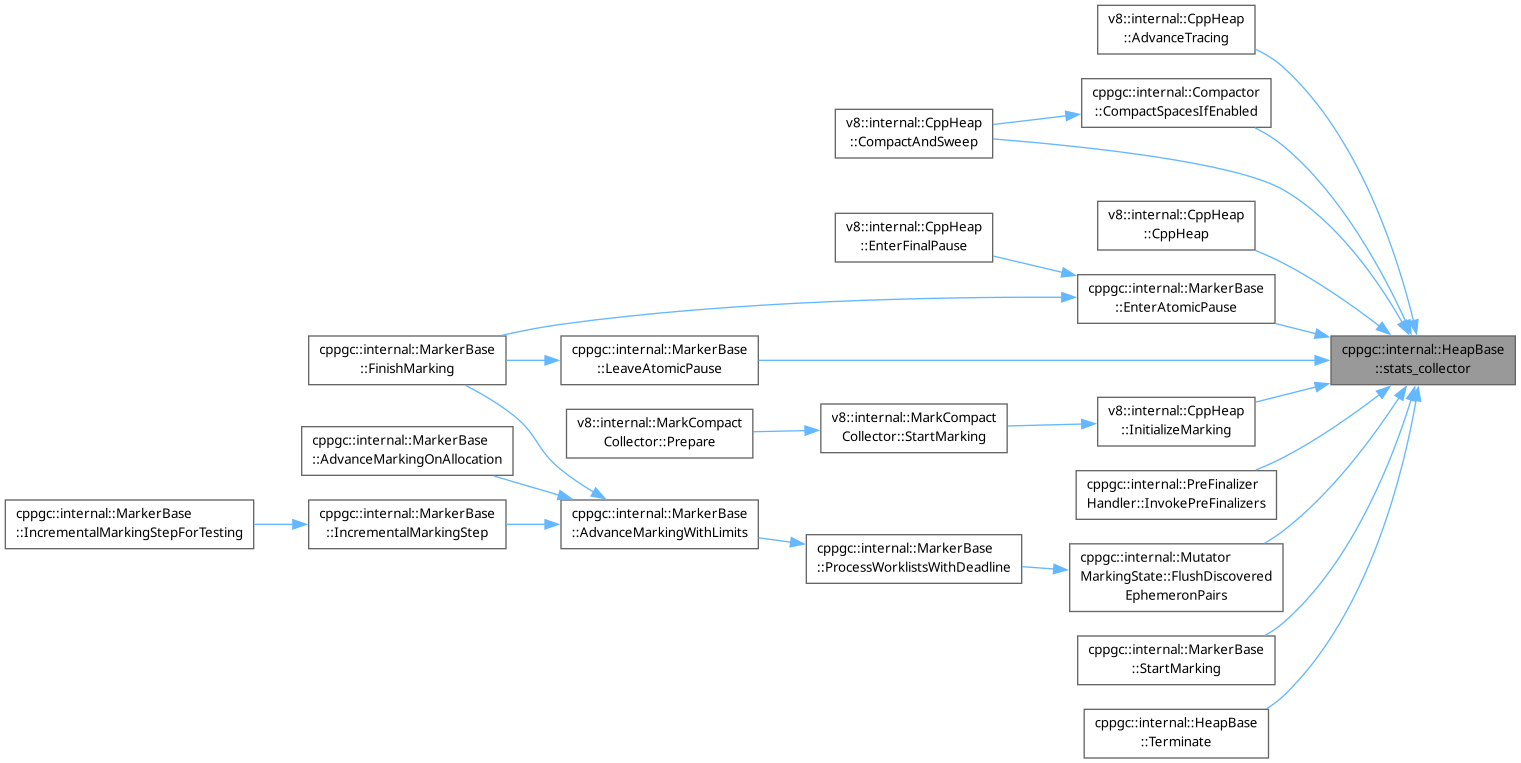 v8::internal::CppHeap
::AdvanceTracing
cppgc::internal::Compactor
::CompactSpacesIfEnabled
v8::internal::CppHeap
::CompactAndSweep
v8::internal::CppHeap
::CppHeap
v8::internal::CppHeap
::EnterFinalPause
cppgc::internal::MarkerBase
::EnterAtomicPause
cppgc::internal::MarkerBase
::FinishMarking
cppgc::internal::MarkerBase
::LeaveAtomicPause
cppgc::internal::HeapBase
::stats_collector
v8::internal::MarkCompact
Collector::Prepare
v8::internal::MarkCompact
Collector::StartMarking
v8::internal::CppHeap
::InitializeMarking
cppgc::internal::MarkerBase
::AdvanceMarkingOnAllocation
cppgc::internal::PreFinalizer
Handler::InvokePreFinalizers
cppgc::internal::MarkerBase
::IncrementalMarkingStepForTesting
cppgc::internal::MarkerBase
::IncrementalMarkingStep
cppgc::internal::MarkerBase
::AdvanceMarkingWithLimits
cppgc::internal::MarkerBase
::ProcessWorklistsWithDeadline
cppgc::internal::Mutator
MarkingState::FlushDiscovered
EphemeronPairs
cppgc::internal::MarkerBase
::StartMarking
cppgc::internal::HeapBase
::Terminate